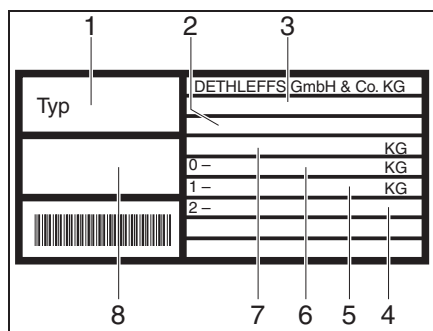 1 2 3
DETHLEFFS GmbH & Co. KG
Typ
KG
0 – KG
1 – KG
2 –
8 7 6 5 4